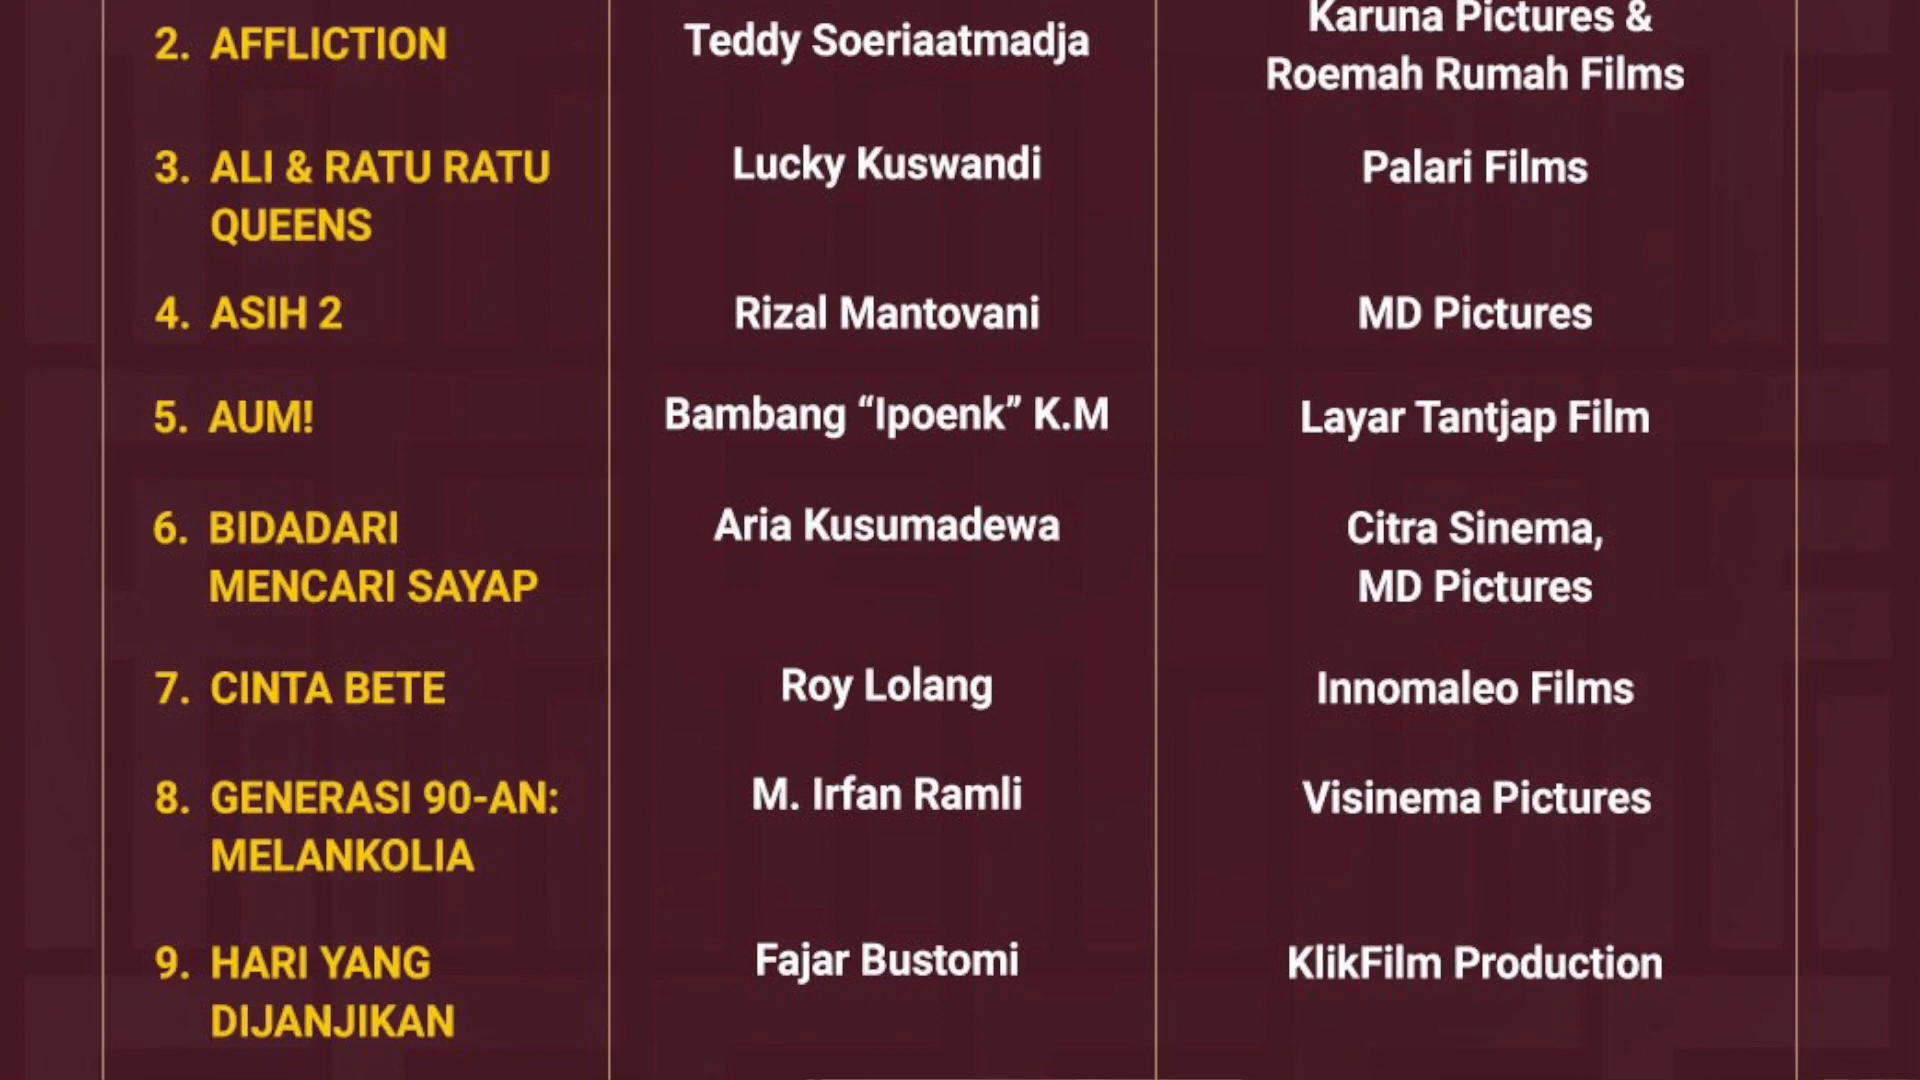 2. AFFLICTION
Teddy Soeriaatmadja
Karuna Pictures &
Roemah Rumah Films
3. ALI & RATU RATU
QUEENS
Lucky Kuswandi
Palari Films
4. ASIH 2
Rizal Mantovani
MD Pictures
5. AUM!
Bambang “Ipoenk” K.M
Layar Tantjap Film
6. BIDADARI
MENCARI SAYAP
Aria Kusumadewa
Citra Sinema,
MD Pictures
7. CINTA BETE
Roy Lolang
Innomaleo Films
8. GENERASI 90-AN:
MELANKOLIA
M. Irfan Ramli
Visinema Pictures
9. HARI YANG
DIJANJIKAN
Fajar Bustomi
KlikFilm Production